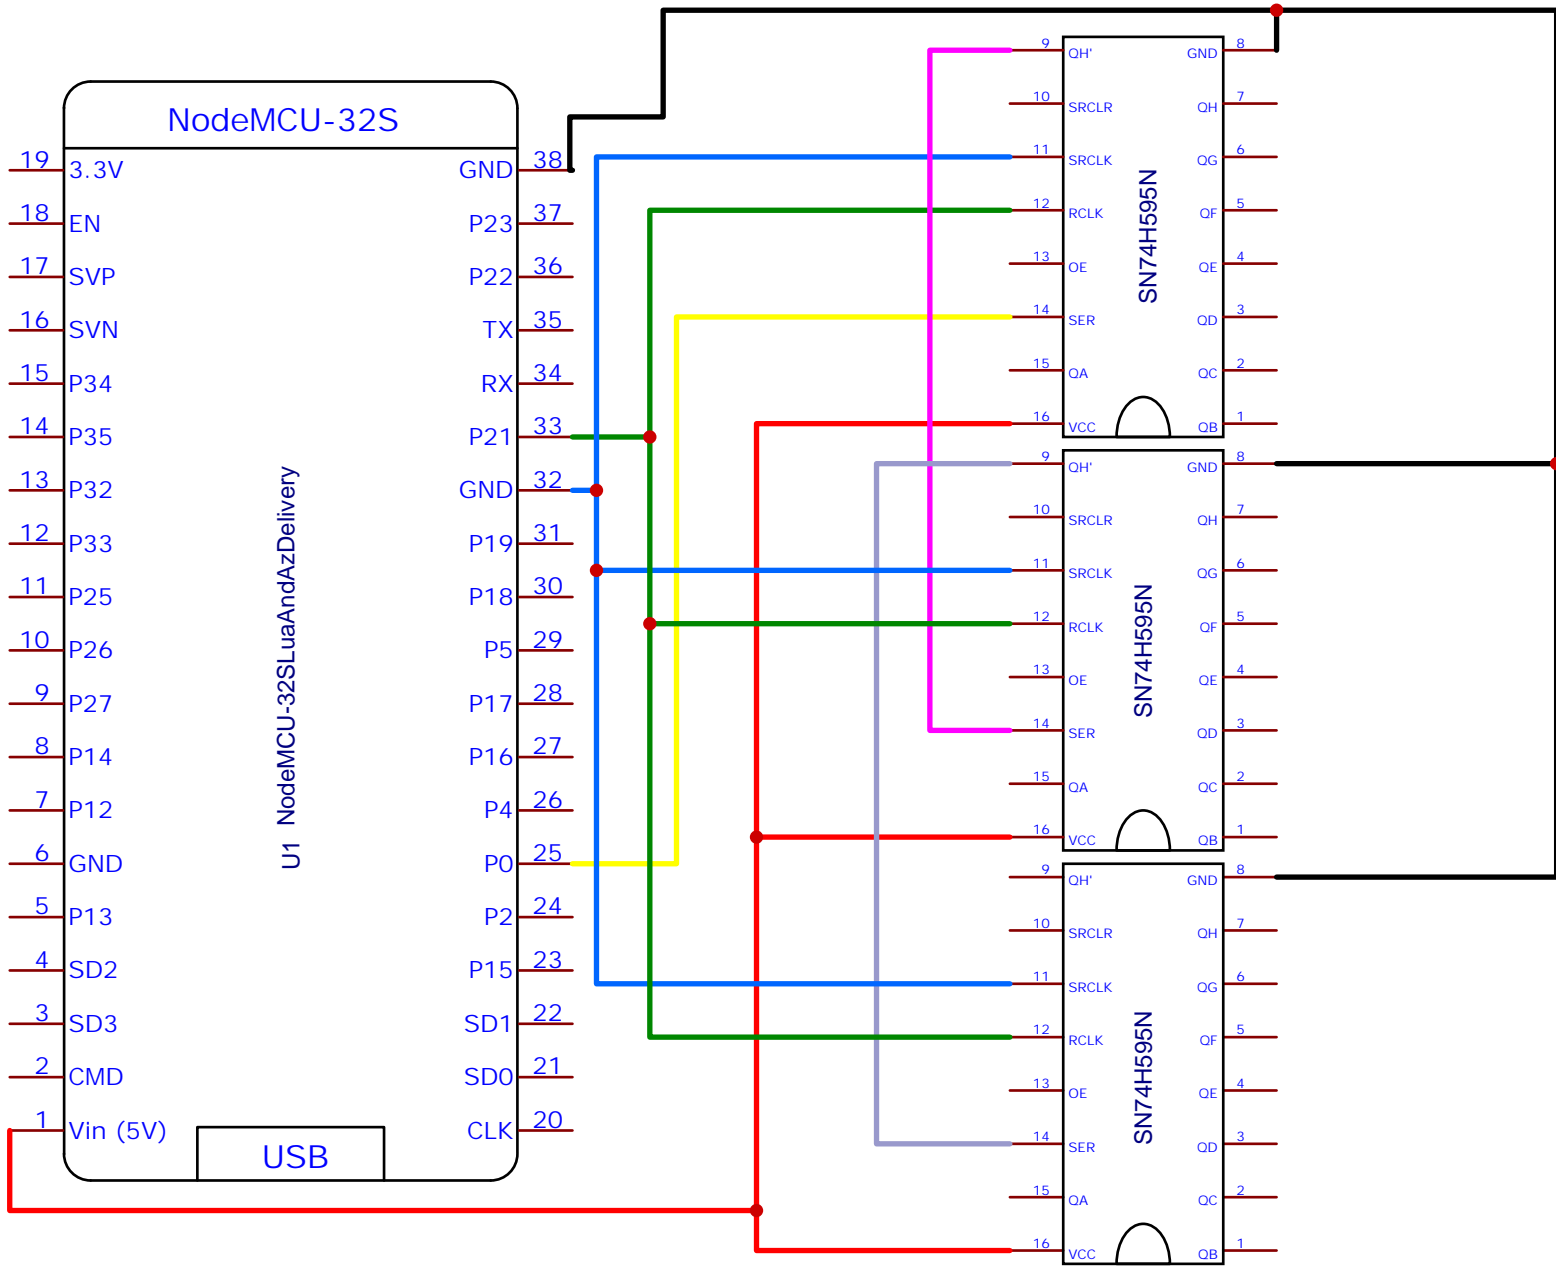 NodeMCU-32S
19 3.3V GND 38
18 EN P23 37
17 SVP P22 36
16 SVN TX 35
15 P34 RX 34
14 P35 P21 33
13 P32 GND 32
12 P33 P19 31
11 P25 P18 30
10 P26 P5 29
9 P27 P17 28
8 P14 P16 27
7 P12 P4 26
6 GND P0 25
5 P13 P2 24
4 SD2 P15 23
3 SD3 SD1 22
2 CMD SD0 21
1 Vin (5V) CLK 20
USB
U1 NodeMCU-32SLuaAndAzDelivery
9 QH' GND 8
10 SRCLR QH 7
11 SRCLK QG 6
12 RCLK QF 5
13 OE QE 4
14 SER QD 3
15 QA QC 2
16 VCC QB 1
SN74H595N
9 QH' GND 8
10 SRCLR QH 7
11 SRCLK QG 6
12 RCLK QF 5
13 OE QE 4
14 SER QD 3
15 QA QC 2
16 VCC QB 1
SN74H595N
9 QH' GND 8
10 SRCLR QH 7
11 SRCLK QG 6
12 RCLK QF 5
13 OE QE 4
14 SER QD 3
15 QA QC 2
16 VCC QB 1
SN74H595N